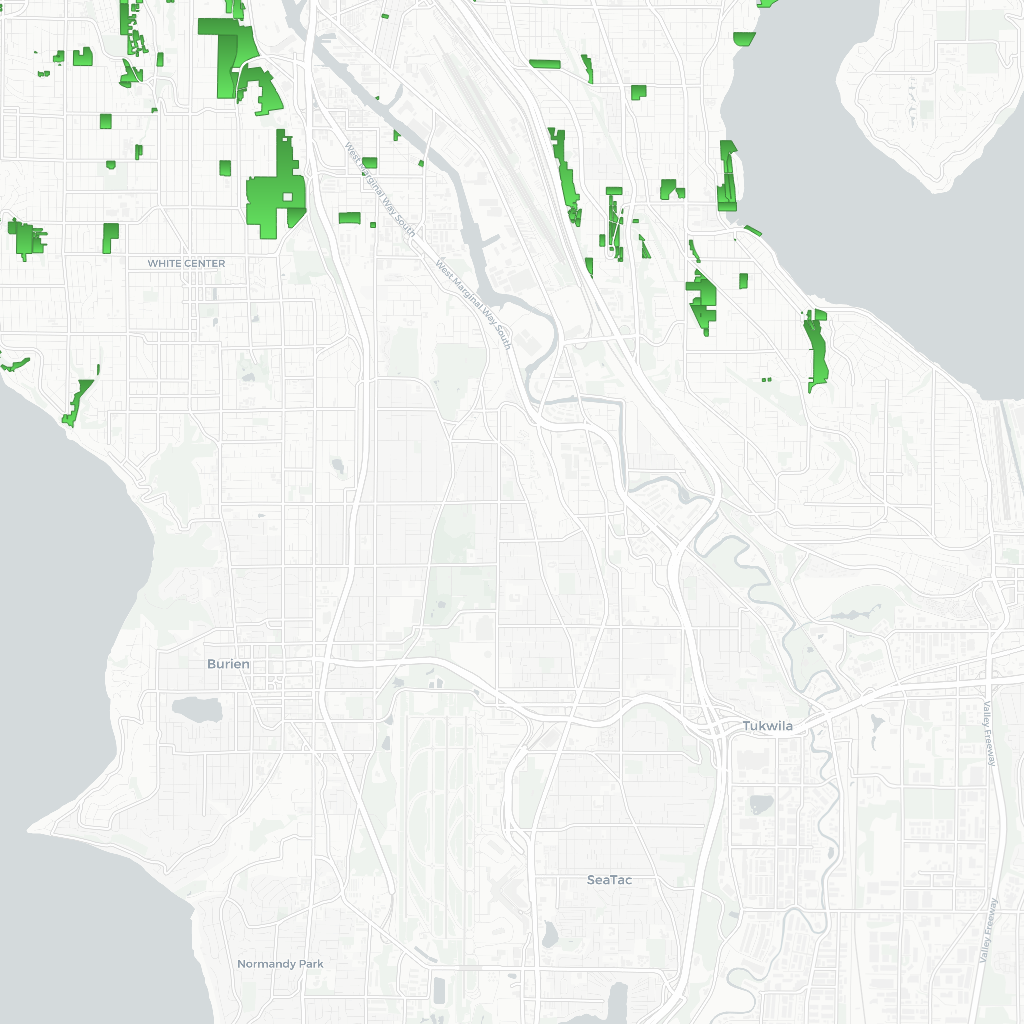 West Marginal Way South
WHITE CENTER
West Marginal Way South
Burien
Tukwila
Valley Freeway
SeaTac
Valley Freeway
Normandy Park